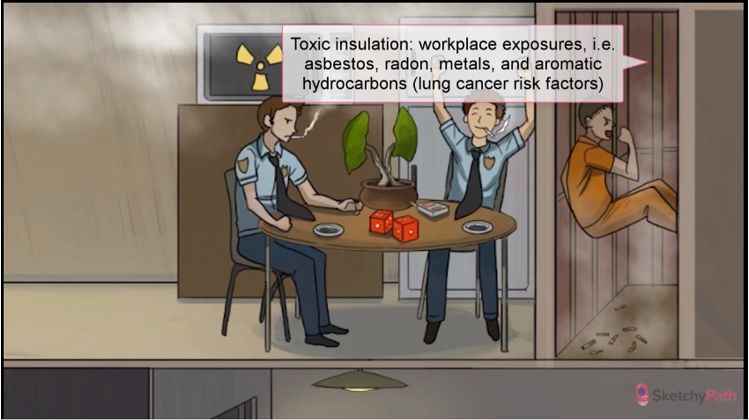 Toxic insulation: workplace exposures, i.e.
asbestos, radon, metals, and aromatic
hydrocarbons (lung cancer risk factors)
SketchyPath